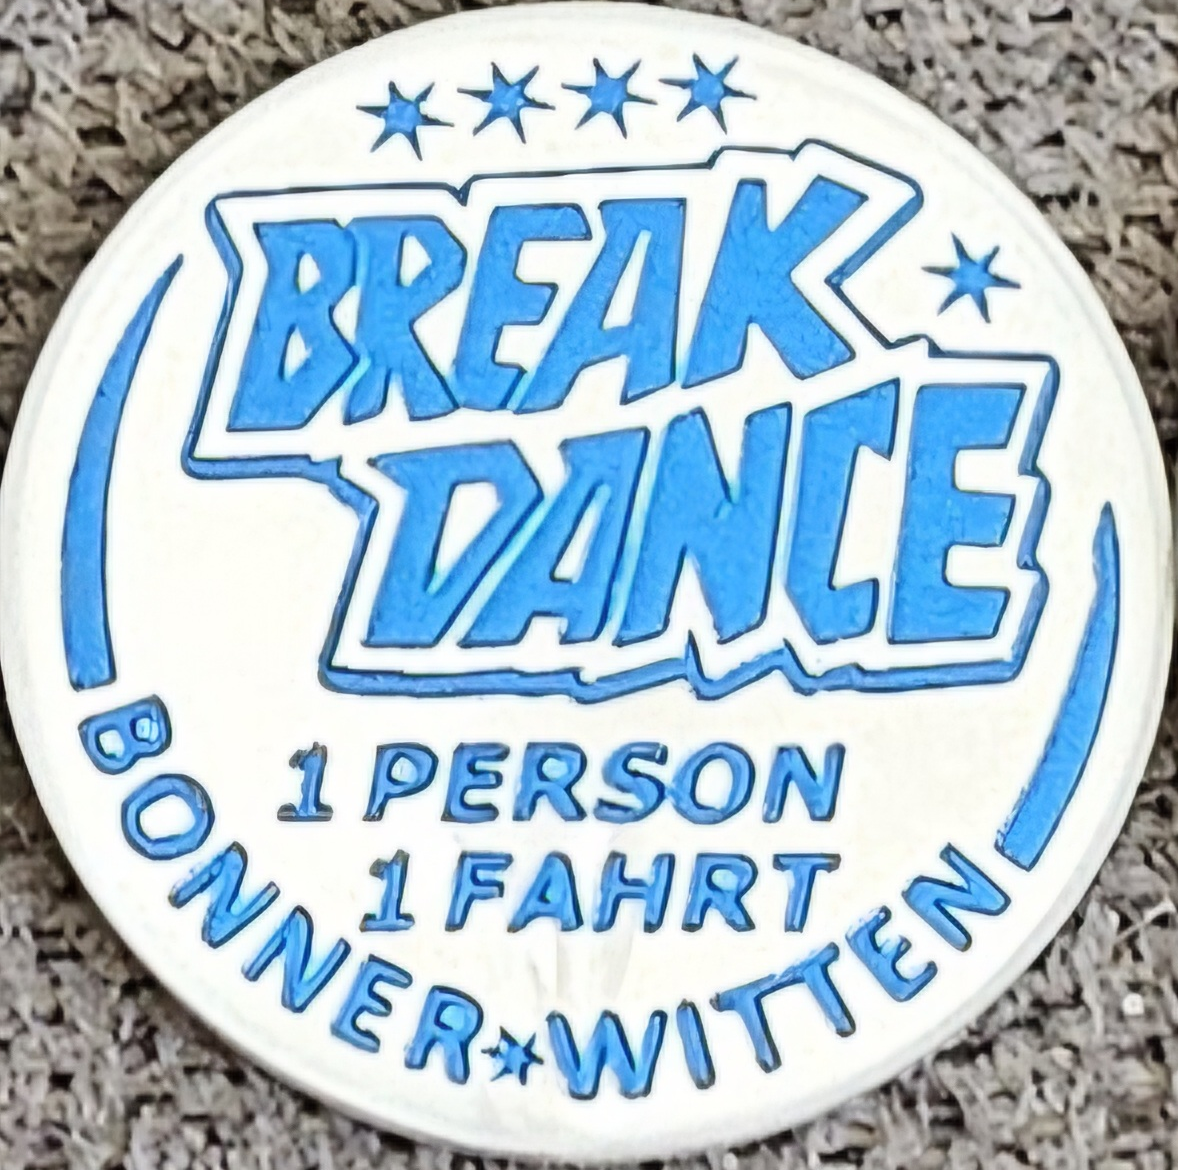 BREAK
DANCE
1 PERSON
1 FAHRT
BONNER★WITTEN